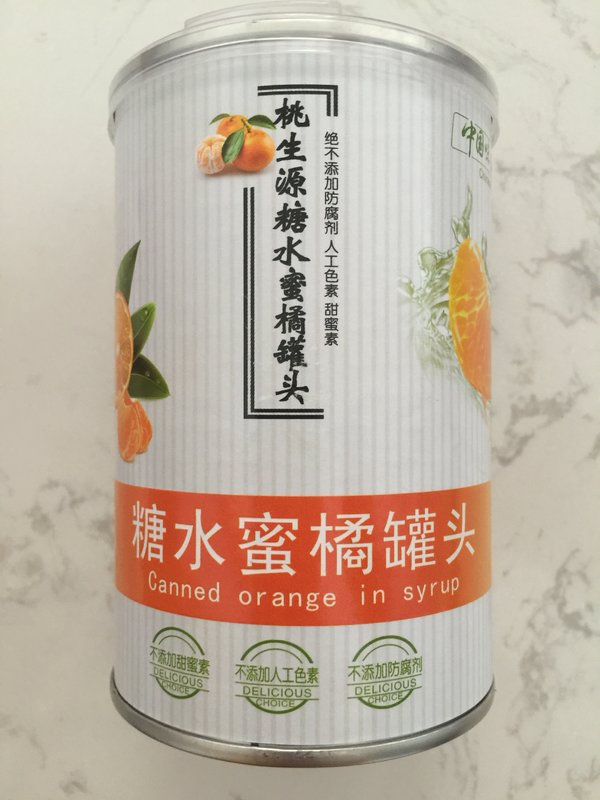 桃生源糖水蜜橘罐头
绝不添加防腐剂 人工色素 甜蜜素
中国
糖水蜜橘罐头
Canned orange in syrup
不添加甜蜜素
DELICIOUS
CHOICE
不添加人工色素
DELICIOUS
CHOICE
不添加防腐剂
DELICIOUS
CHOICE